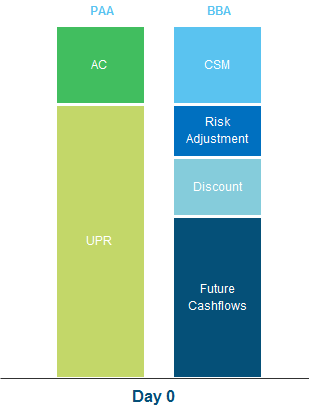 PAA BBA
AC
CSM
Risk
Adjustment
Discount
UPR
Future
Cashflows
Day 0